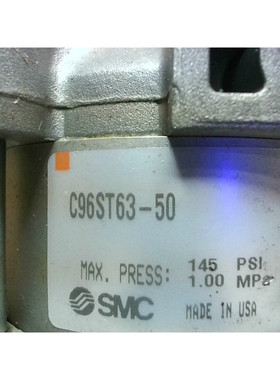 C96ST63-50
MAX. PRESS: 145 PSI
1.00 MPa
SMC MADE IN USA